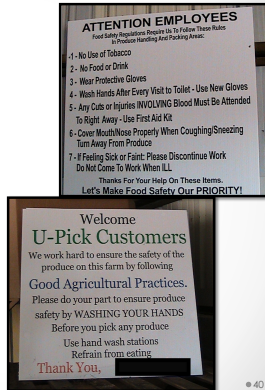 ATTENTION EMPLOYEES
Food Safety Regulations Require Us To Follow These Rules
In Produce Handling And Packing Areas:
-1 - No Use of Tobacco
2 - No Food or Drink
3 - Wear Protective Gloves
4 - Wash Hands After Every Visit to Toilet - Use New Gloves
5 - Any Cuts or Injuries INVOLVING Blood Must Be Attended
To Right Away - Use First Aid Kit
6 - Cover Mouth/Nose Properly When Coughing/Sneezing
Turn Away From Produce
7 - If Feeling Sick or Faint: Please Discontinue Work
Do Not Come To Work When ILL
Thanks For Your Help On These Items.
Let's Make Food Safety Our PRIORITY!
Welcome
U-Pick Customers
We work hard to ensure the safety of the
produce on this farm by following
Good Agricultural Practices.
Please do your part to ensure produce
safety by WASHING YOUR HANDS
Before you pick any produce
Use hand wash stations
Refrain from eating
Thank You,
40